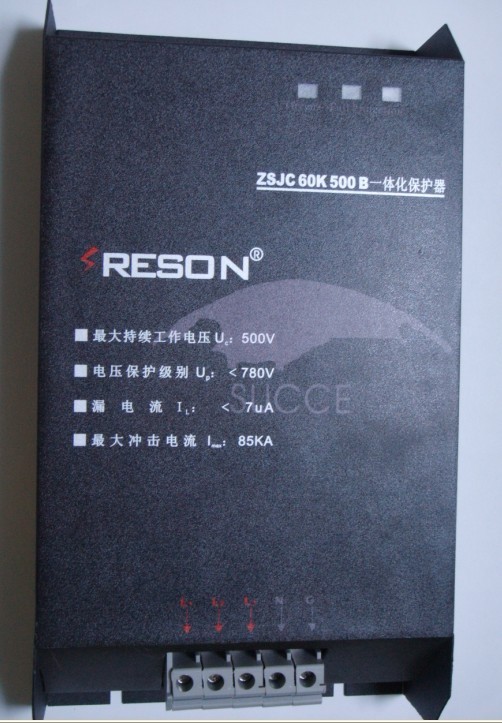 ZSJC 60K 500 B一体化保护器
RESON®
■最大持续工作电压 Uc: 500V
■电压保护级别 Up: <780V
■漏 电 流 IL: < 7uA
■最大冲击电流 Imax: 85KA
SUCCE